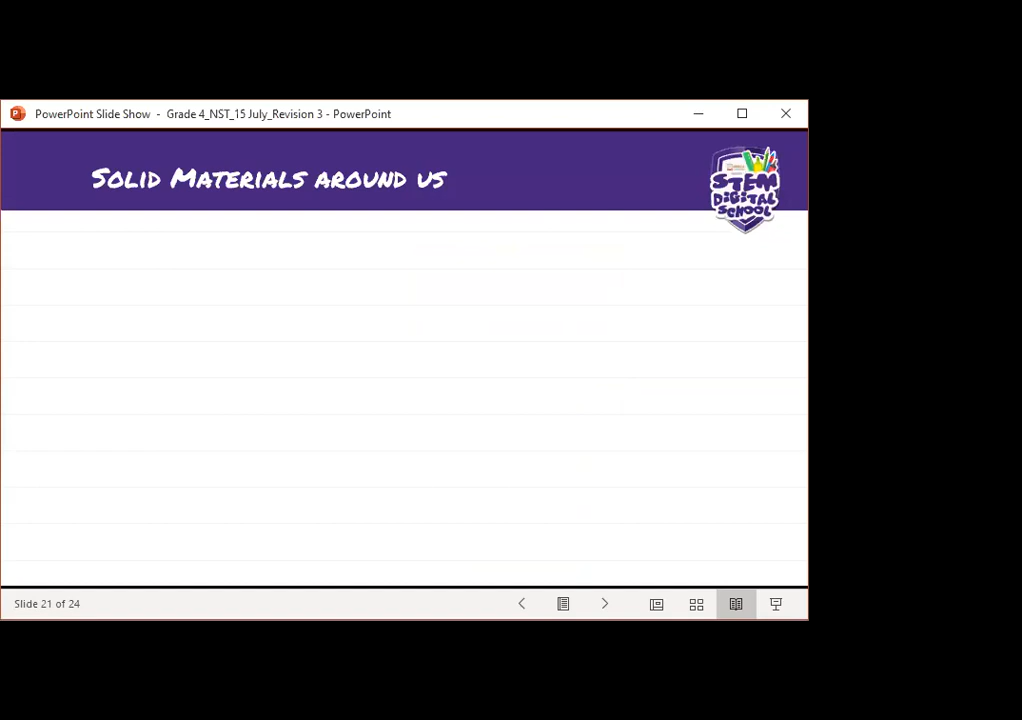 PowerPoint Slide Show - Grade 4_NST_15 July_Revision 3 - PowerPoint
Solid Materials around us
STEM
DIGITAL
SCHOOL
Slide 21 of 24